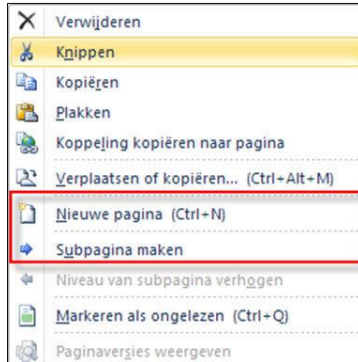 Verwijderen
Knippen
Kopiëren
Plakken
Koppeling kopiëren naar pagina
Verplaatsen of kopiëren... (Ctrl+Alt+M)
Nieuwe pagina (Ctrl+N)
Subpagina maken
Niveau van subpagina verhogen
Markeren als ongelezen (Ctrl+Q)
Paginaversies weergeven